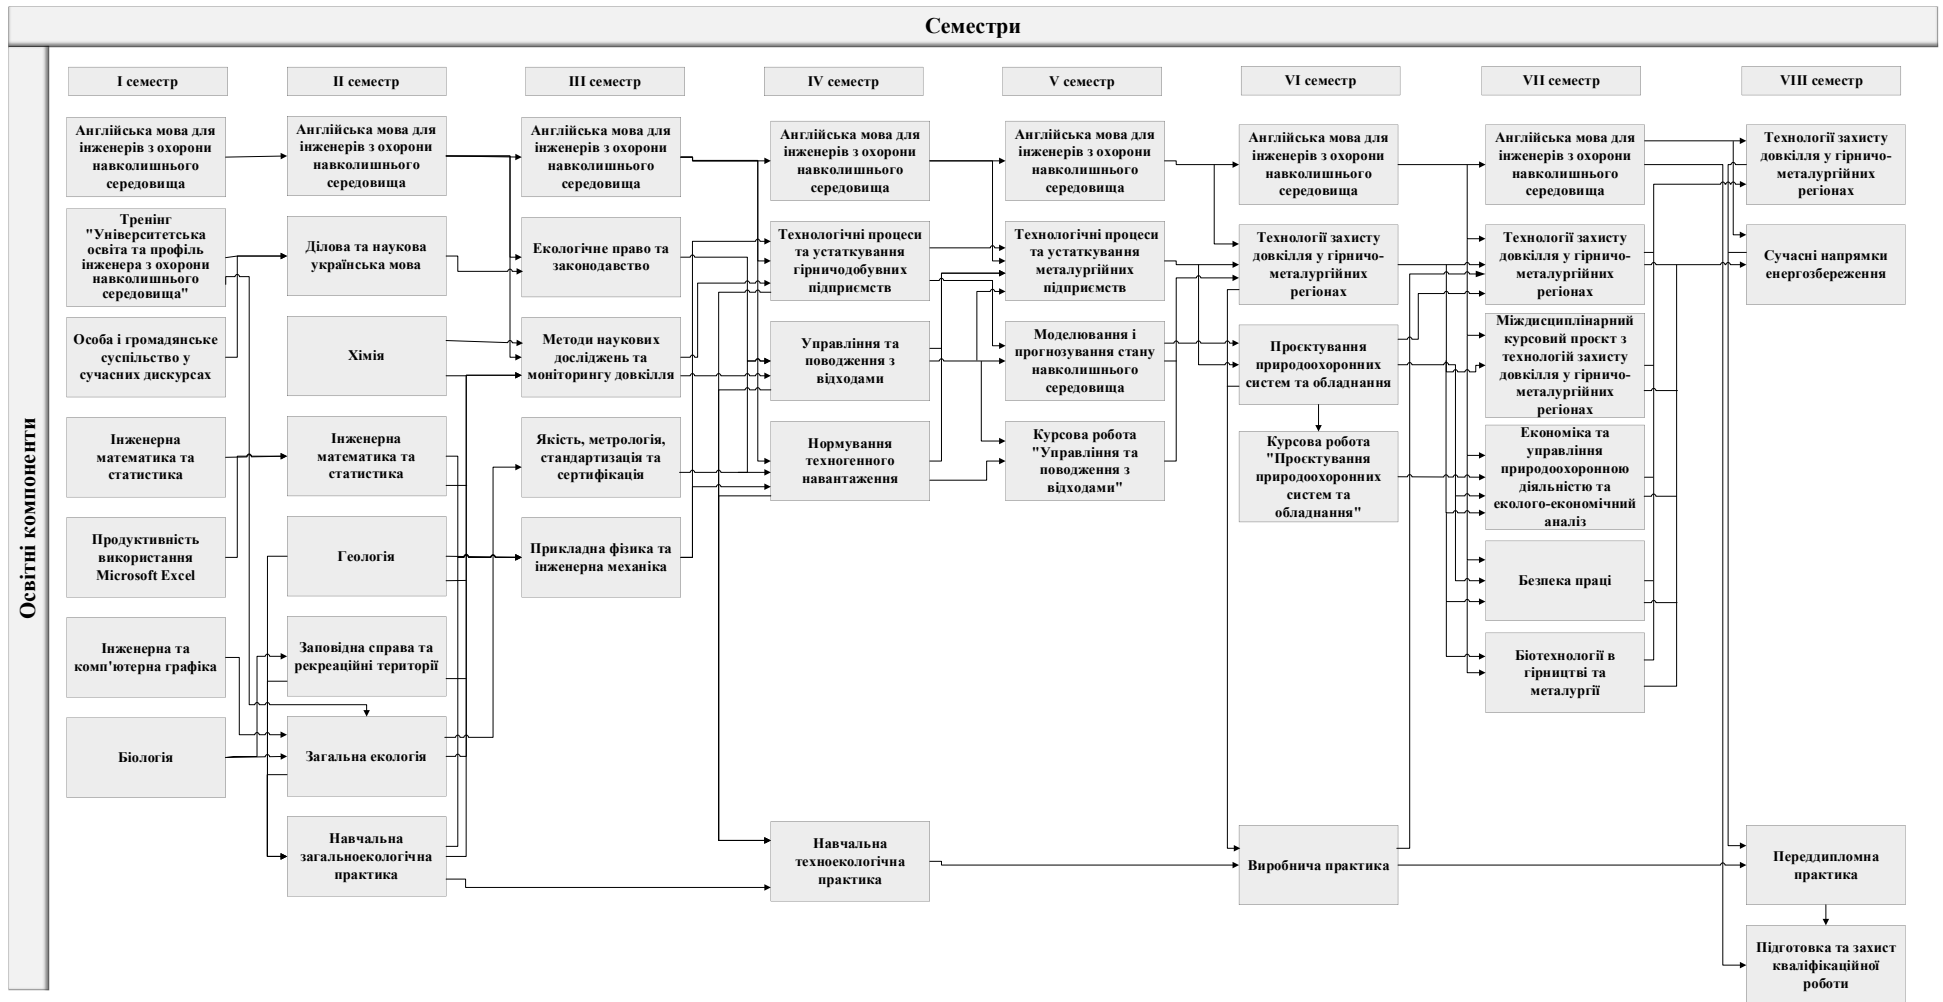 Семестри
Освітні компоненти
I семестр
II семестр
III семестр
IV семестр
V семестр
VI семестр
VII семестр
VIII семестр
Англійська мова для
інженерів з охорони
навколишнього
середовища
Тренінг
"Університетська
освіта та профіль
інженера з охорони
навколишнього
середовища"
Особа і громадянське
суспільство у
сучасних дискурсах
Інженерна
математика та
статистика
Продуктивність
використання
Microsoft Excel
Інженерна та
комп'ютерна графіка
Біологія
Англійська мова для
інженерів з охорони
навколишнього
середовища
Ділова та наукова
українська мова
Хімія
Інженерна
математика та
статистика
Геологія
Заповідна справа та
рекреаційні території
Загальна екологія
Навчальна
загальноекологічна
практика
Англійська мова для
інженерів з охорони
навколишнього
середовища
Екологічне право та
законодавство
Методи наукових
досліджень та
моніторингу довкілля
Якість, метрологія,
стандартизація та
сертифікація
Прикладна фізика та
інженерна механіка
Англійська мова для
інженерів з охорони
навколишнього
середовища
Технологічні процеси
та устаткування
гірничодобувних
підприємств
Управління та
поводження з
відходами
Нормування
техногенного
навантаження
Навчальна
техноекологічна
практика
Англійська мова для
інженерів з охорони
навколишнього
середовища
Технологічні процеси
та устаткування
металургійних
підприємств
Моделювання і
прогнозування стану
навколишнього
середовища
Курсова робота
"Управління та
поводження з
відходами"
Англійська мова для
інженерів з охорони
навколишнього
середовища
Технології захисту
довкілля у гірничо-
металургійних
регіонах
Проєктування
природоохоронних
систем та обладнання
Курсова робота
"Проєктування
природоохоронних
систем та
обладнання"
Виробнича практика
Англійська мова для
інженерів з охорони
навколишнього
середовища
Технології захисту
довкілля у гірничо-
металургійних
регіонах
Міждисциплінарний
курсовий проєкт з
технологій захисту
довкілля у гірничо-
металургійних
регіонах
Економіка та
управління
природоохоронною
діяльністю та
еколого-економічний
аналіз
Безпека праці
Біотехнології в
гірництві та
металургії
Технології захисту
довкілля у гірничо-
металургійних
регіонах
Сучасні напрямки
енергозбереження
Переддипломна
практика
Підготовка та захист
кваліфікаційної
роботи